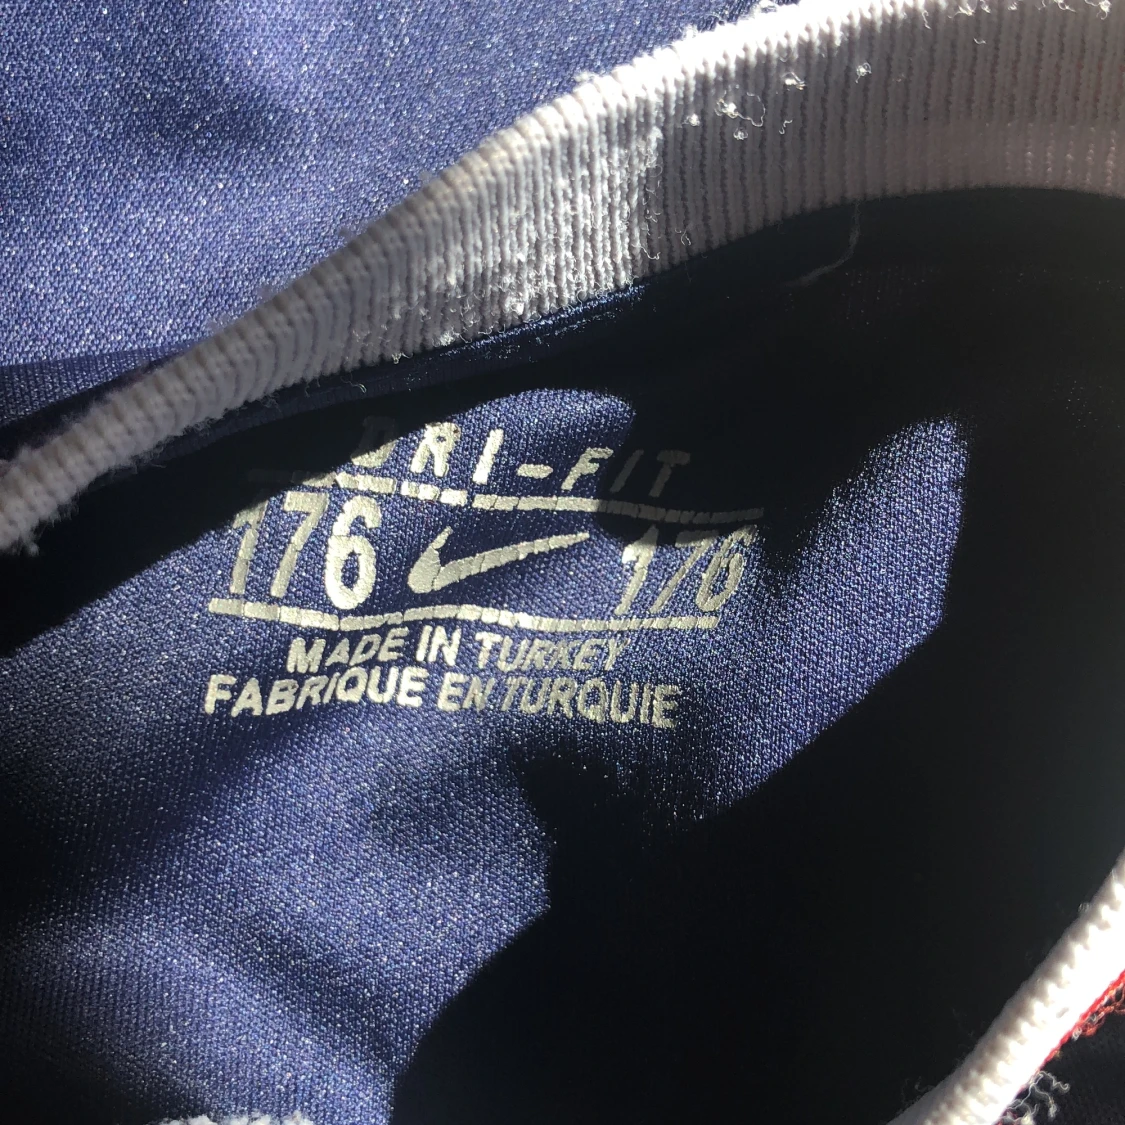 DRI-FIT
176 176
MADE IN TURKEY
FABRIQUE EN TURQUIE